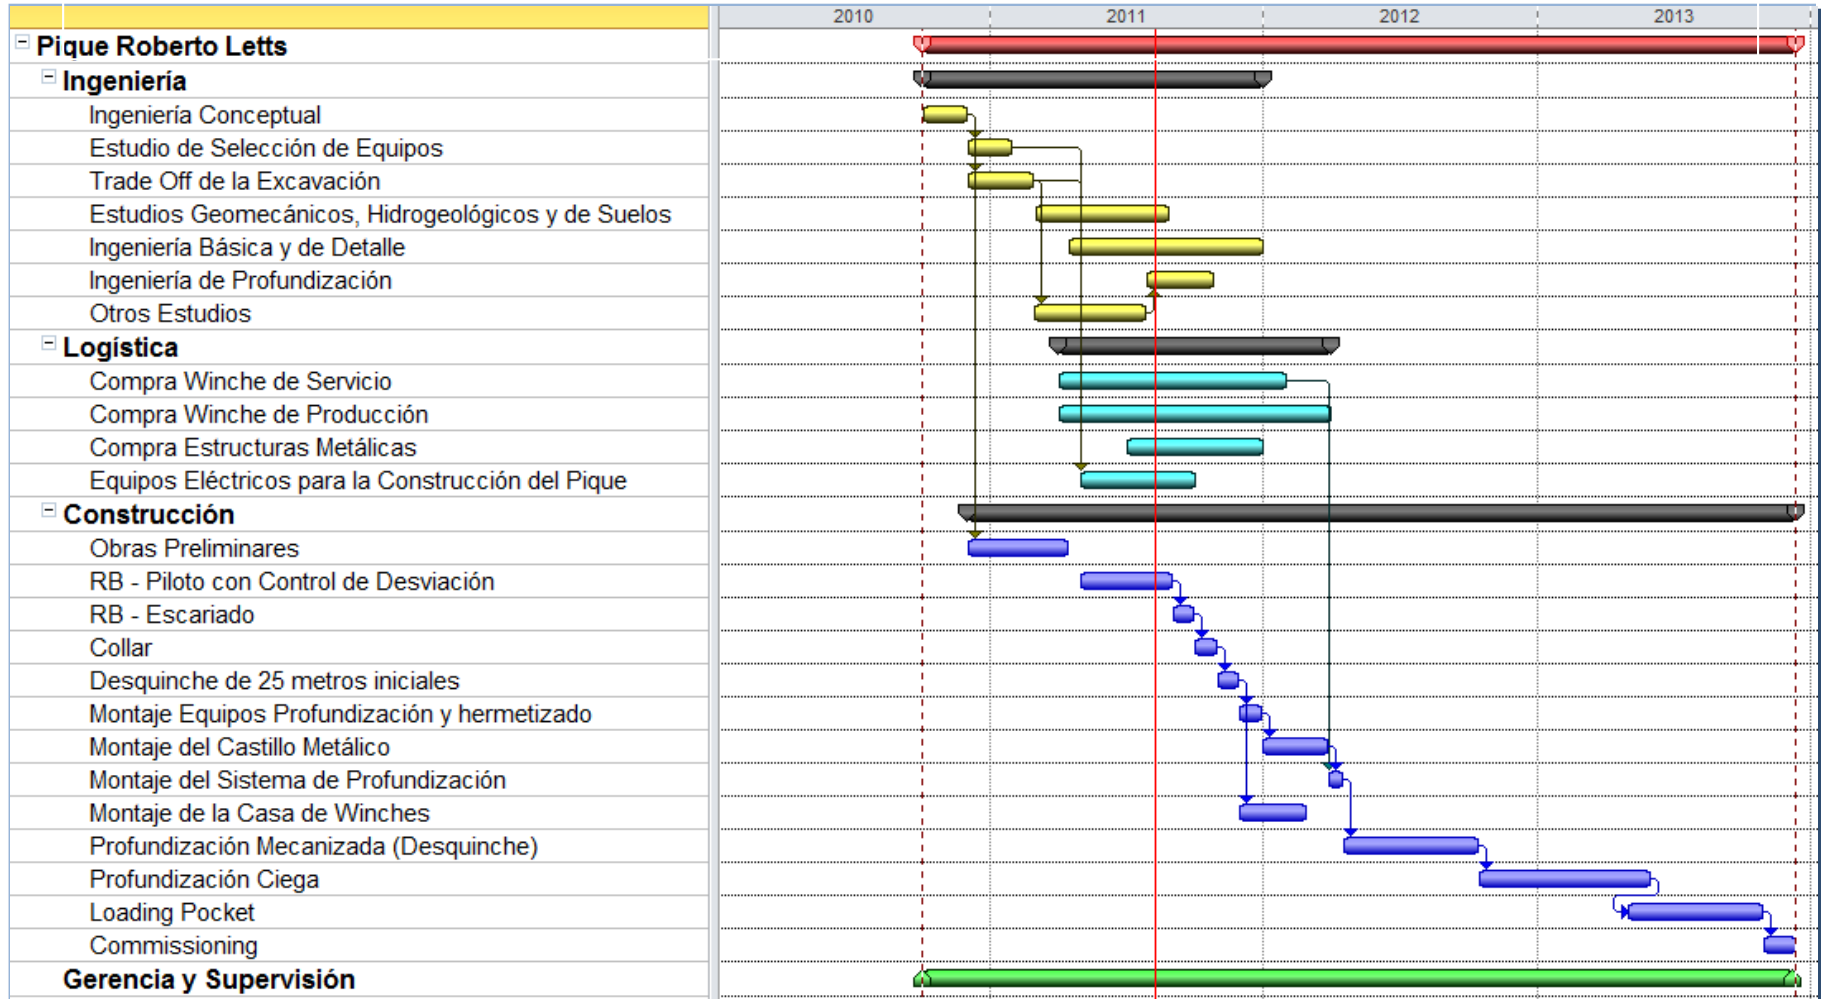 2010 2011 2012 2013
Pique Roberto Letts
Ingeniería
Ingeniería Conceptual
Estudio de Selección de Equipos
Trade Off de la Excavación
Estudios Geomecánicos, Hidrogeológicos y de Suelos
Ingeniería Básica y de Detalle
Ingeniería de Profundización
Otros Estudios
Logística
Compra Winche de Servicio
Compra Winche de Producción
Compra Estructuras Metálicas
Equipos Eléctricos para la Construcción del Pique
Construcción
Obras Preliminares
RB - Piloto con Control de Desviación
RB - Escariado
Collar
Desquinche de 25 metros iniciales
Montaje Equipos Profundización y hermetizado
Montaje del Castillo Metálico
Montaje del Sistema de Profundización
Montaje de la Casa de Winches
Profundización Mecanizada (Desquinche)
Profundización Ciega
Loading Pocket
Commissioning
Gerencia y Supervisión